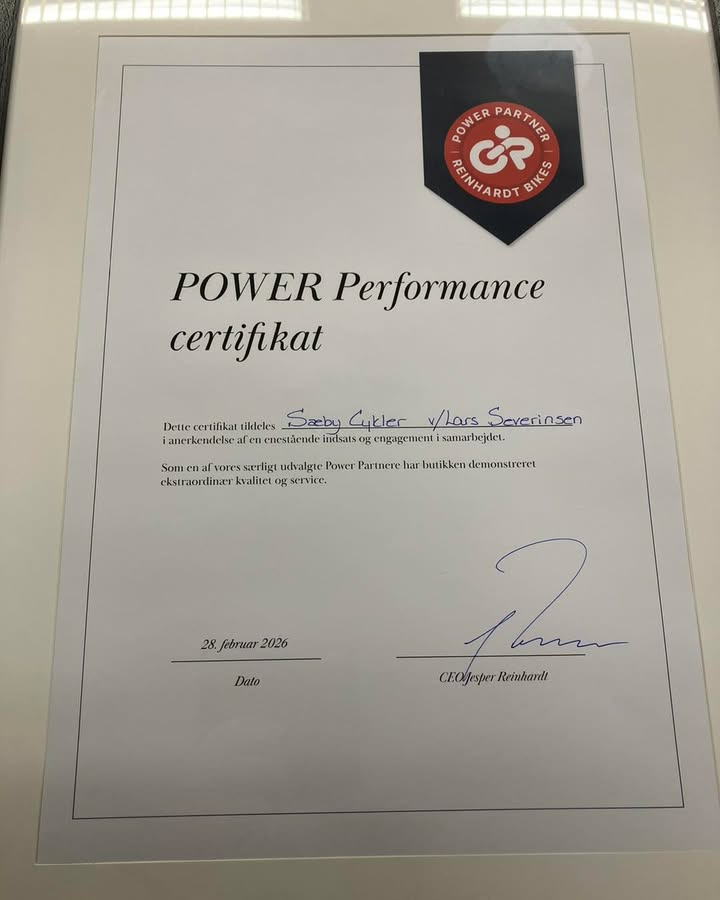 POWER PARTNER
REINHARDT BIKES
POWER Performance
certifikat
Dette certifikat tildeles Sæby Cykler v/Lars Severinsen
i anerkendelse af en enestående indsats og engagement i samarbejdet.
Som en af vores særligt udvalgte Power Partnere har butikken demonstreret
ekstraordinær kvalitet og service.
28. februar 2026
Dato
CEO Jesper Reinhardt